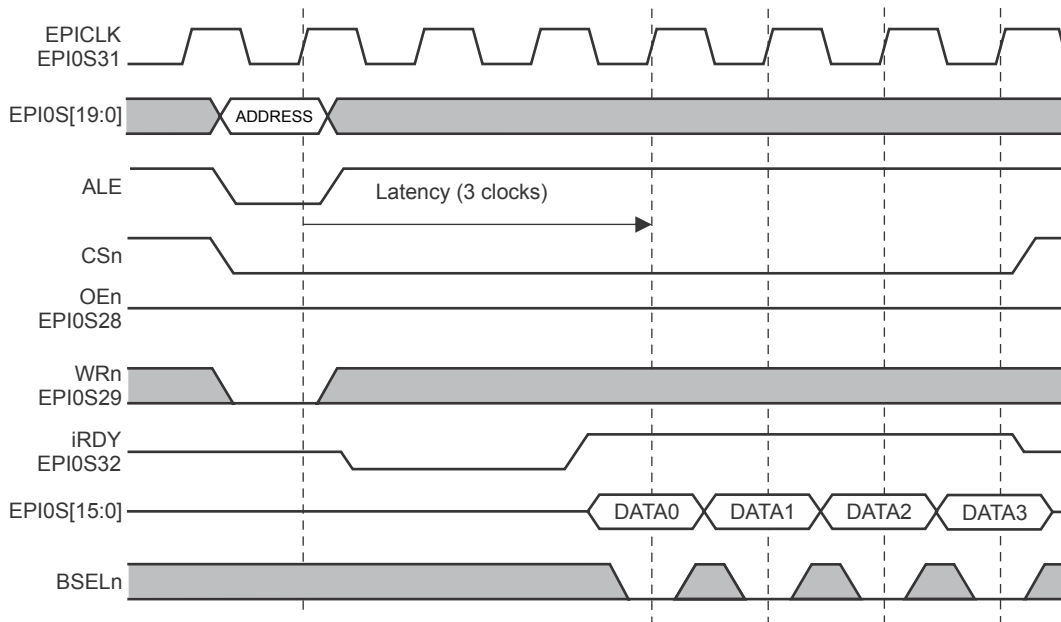 EPICLK
EPI0S31
EPI0S[19:0]
ADDRESS
ALE
Latency (3 clocks)
CSn
OEn
EPI0S28
WRn
EPI0S29
iRDY
EPI0S32
EPI0S[15:0]
DATA0
DATA1
DATA2
DATA3
BSELn